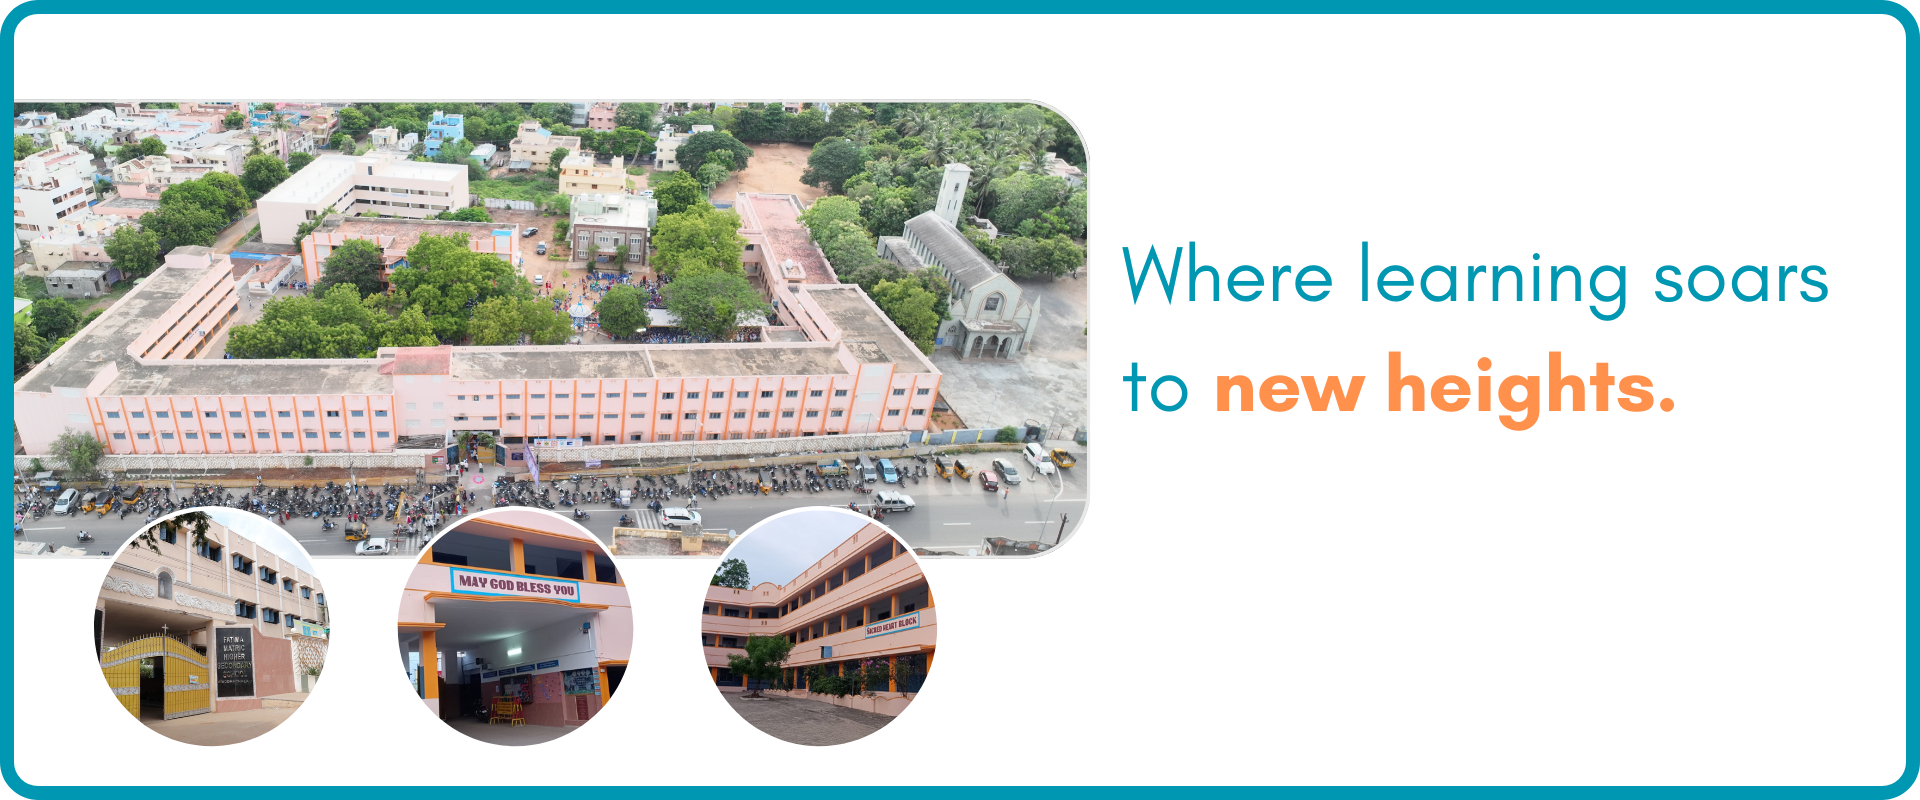 Where learning soars
to new heights.
FATIMA
MATRIC
HIGHER
SECONDARY
SCHOOL
MAY GOD BLESS YOU
SACRED HEART BLOCK